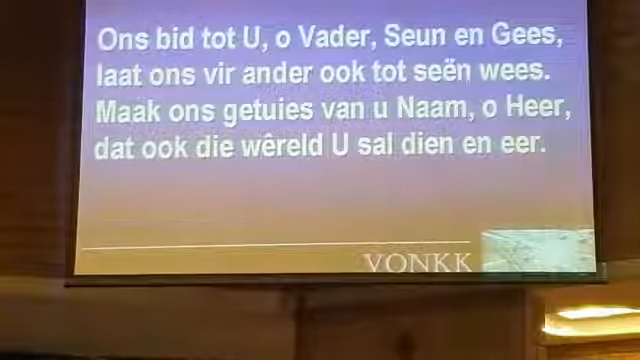 Ons bid tot U, o Vader, Seun en Gees,
laat ons vir ander ook tot seën wees.
Maak ons getuies van u Naam, o Heer,
dat ook die wêreld U sal dien en eer.
VONKK